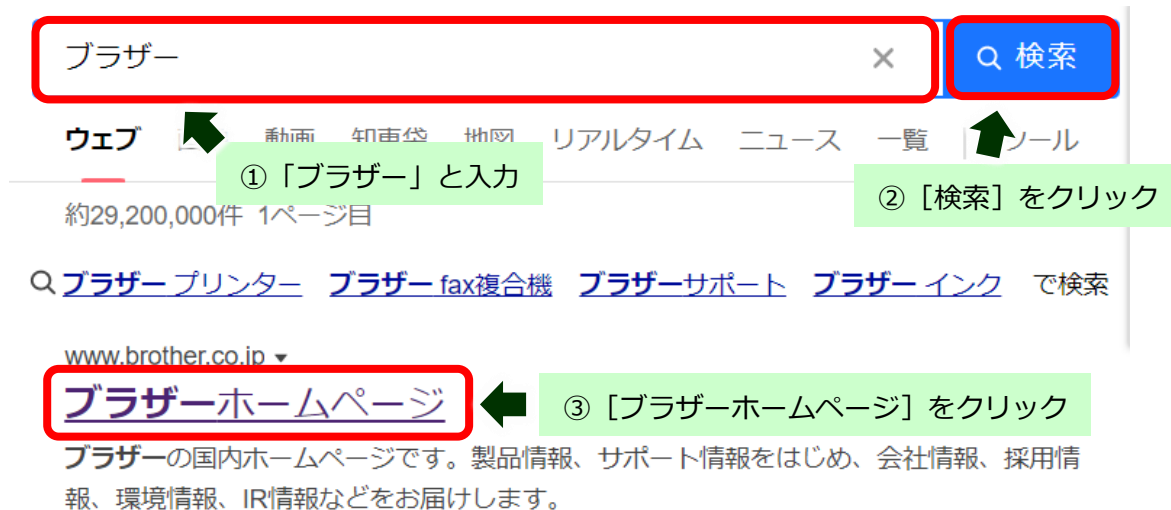 ブラザー × 検索
ウェブ 動画 知恵袋 地図 リアルタイム ニュース 一覧 ツール
①「ブラザー」と入力
②［検索］をクリック
約29,200,000件 1ページ目
ブラザー プリンター ブラザー fax複合機 ブラザーサポート ブラザー インク で検索
www.brother.co.jp ▾
ブラザーホームページ
③［ブラザーホームページ］をクリック
ブラザーの国内ホームページです。製品情報、サポート情報をはじめ、会社情報、採用情
報、環境情報、IR情報などをお届けします。